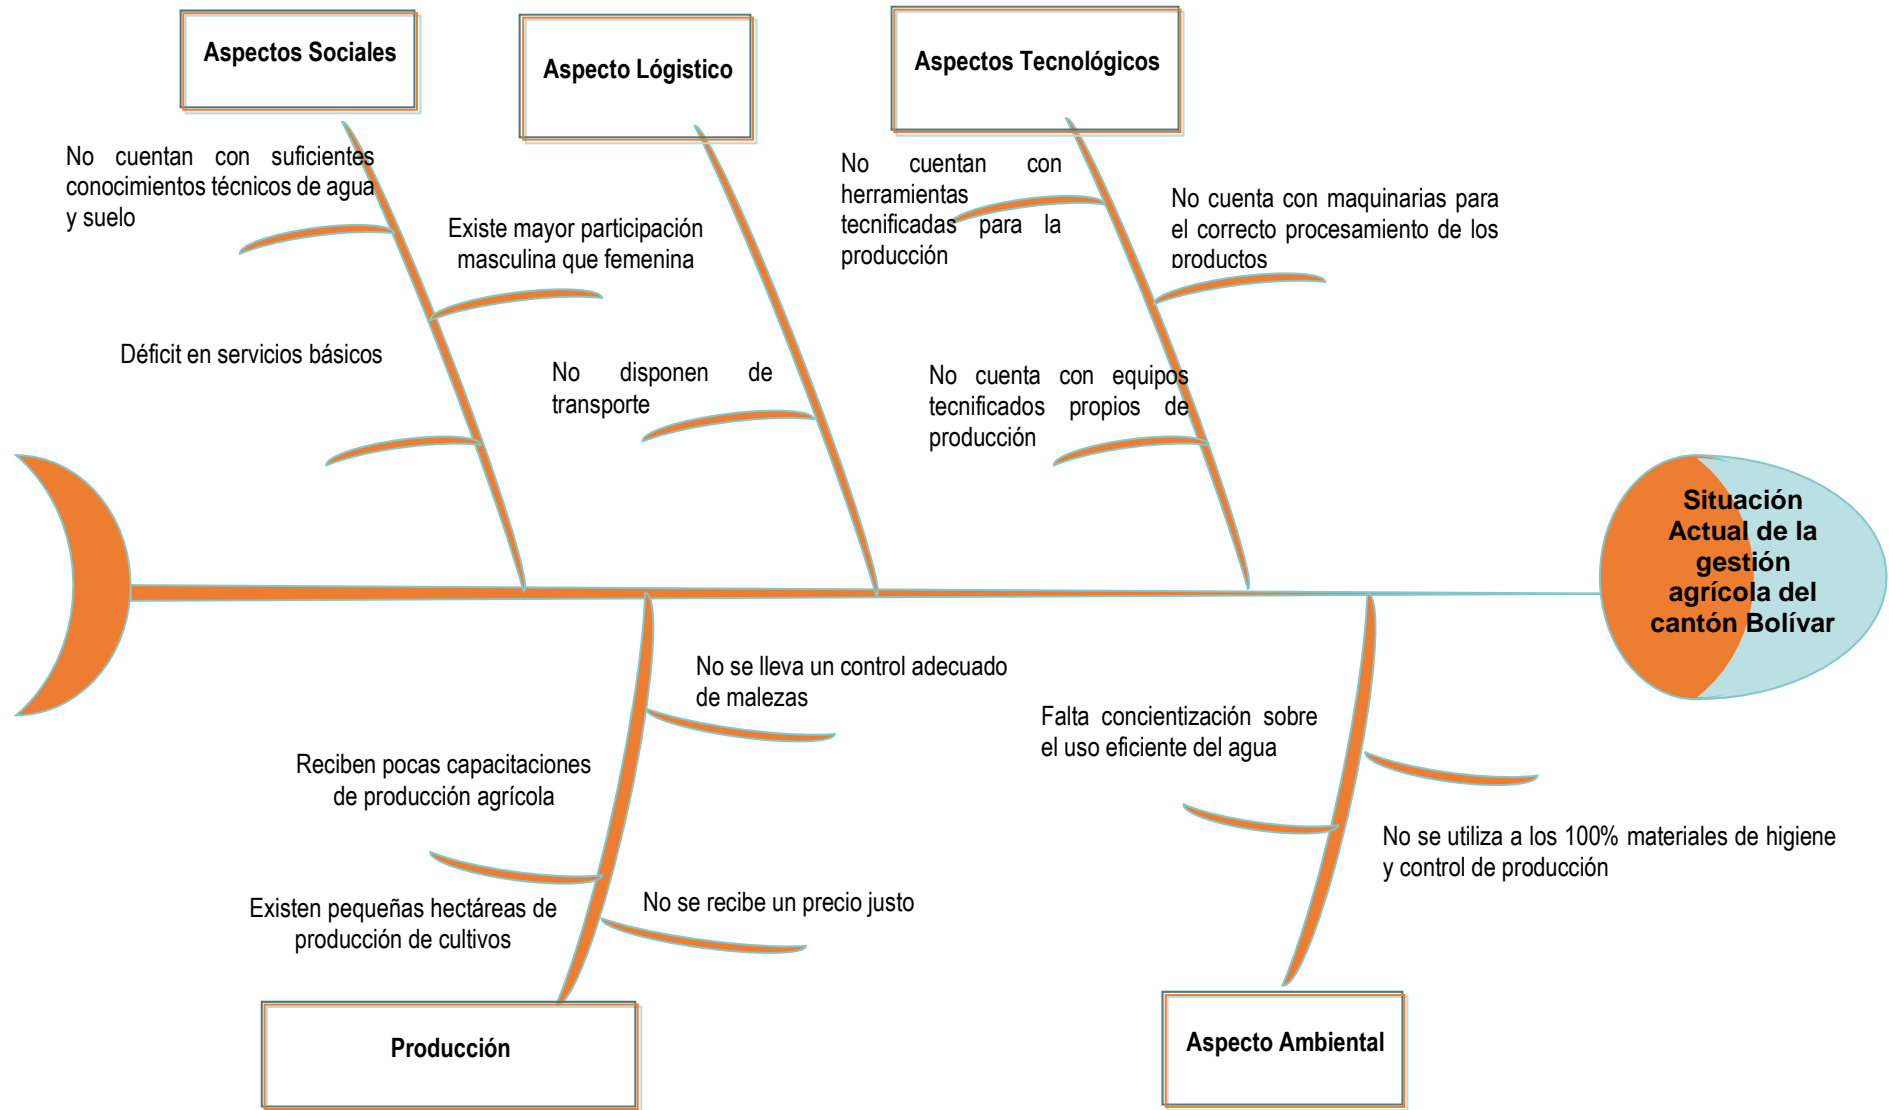 Aspectos Sociales
Aspecto Lógistico
Aspectos Tecnológicos
No cuentan con suficientes
conocimientos técnicos de agua
y suelo
Existe mayor participación
masculina que femenina
Déficit en servicios básicos
No disponen de
transporte
No cuentan con
herramientas
tecnificadas para la
producción
No cuenta con maquinarias para
el correcto procesamiento de los
productos
No cuenta con equipos
tecnificados propios de
producción
Situación
Actual de la
gestión
agrícola del
cantón Bolívar
No se lleva un control adecuado
de malezas
Reciben pocas capacitaciones
de producción agrícola
Existen pequeñas hectáreas de
producción de cultivos
No se recibe un precio justo
Falta concientización sobre
el uso eficiente del agua
No se utiliza a los 100% materiales de higiene
y control de producción
Producción
Aspecto Ambiental